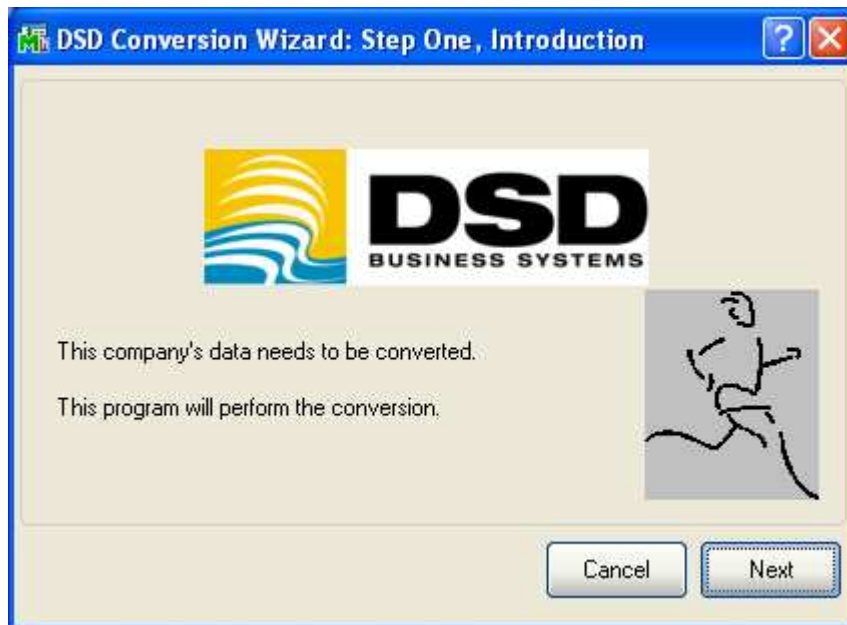 DSD Conversion Wizard: Step One, Introduction
DSD
BUSINESS SYSTEMS
This company's data needs to be converted.
This program will perform the conversion.
Cancel Next